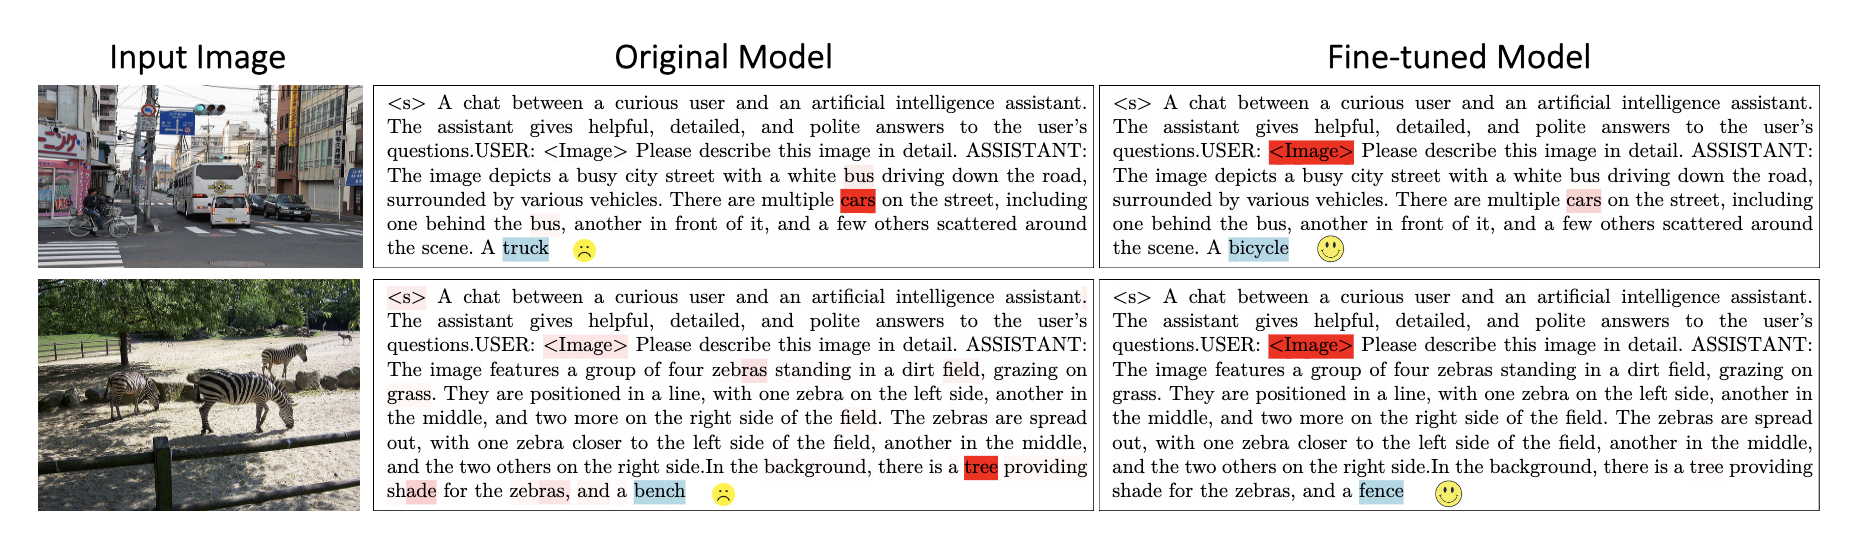 Input Image
Original Model
Fine-tuned Model
<s> A chat between a curious user and an artificial intelligence assistant.
The assistant gives helpful, detailed, and polite answers to the user's
questions.USER: <Image> Please describe this image in detail. ASSISTANT:
The image depicts a busy city street with a white bus driving down the road,
surrounded by various vehicles. There are multiple cars on the street, including
one behind the bus, another in front of it, and a few others scattered around
the scene. A truck
<s> A chat between a curious user and an artificial intelligence assistant.
The assistant gives helpful, detailed, and polite answers to the user's
questions.USER: <Image> Please describe this image in detail. ASSISTANT:
The image depicts a busy city street with a white bus driving down the road,
surrounded by various vehicles. There are multiple cars on the street, including
one behind the bus, another in front of it, and a few others scattered around
the scene. A bicycle
<s> A chat between a curious user and an artificial intelligence assistant.
The assistant gives helpful, detailed, and polite answers to the user's
questions.USER: <Image> Please describe this image in detail. ASSISTANT:
The image features a group of four zebras standing in a dirt field, grazing on
grass. They are positioned in a line, with one zebra on the left side, another in
the middle, and two more on the right side of the field. The zebras are spread
out, with one zebra closer to the left side of the field, another in the middle,
and the two others on the right side.In the background, there is a tree providing
shade for the zebras, and a bench
<s> A chat between a curious user and an artificial intelligence assistant.
The assistant gives helpful, detailed, and polite answers to the user's
questions.USER: <Image> Please describe this image in detail. ASSISTANT:
The image features a group of four zebras standing in a dirt field, grazing on
grass. They are positioned in a line, with one zebra on the left side, another in
the middle, and two more on the right side of the field. The zebras are spread
out, with one zebra closer to the left side of the field, another in the middle,
and the two others on the right side.In the background, there is a tree providing
shade for the zebras, and a fence